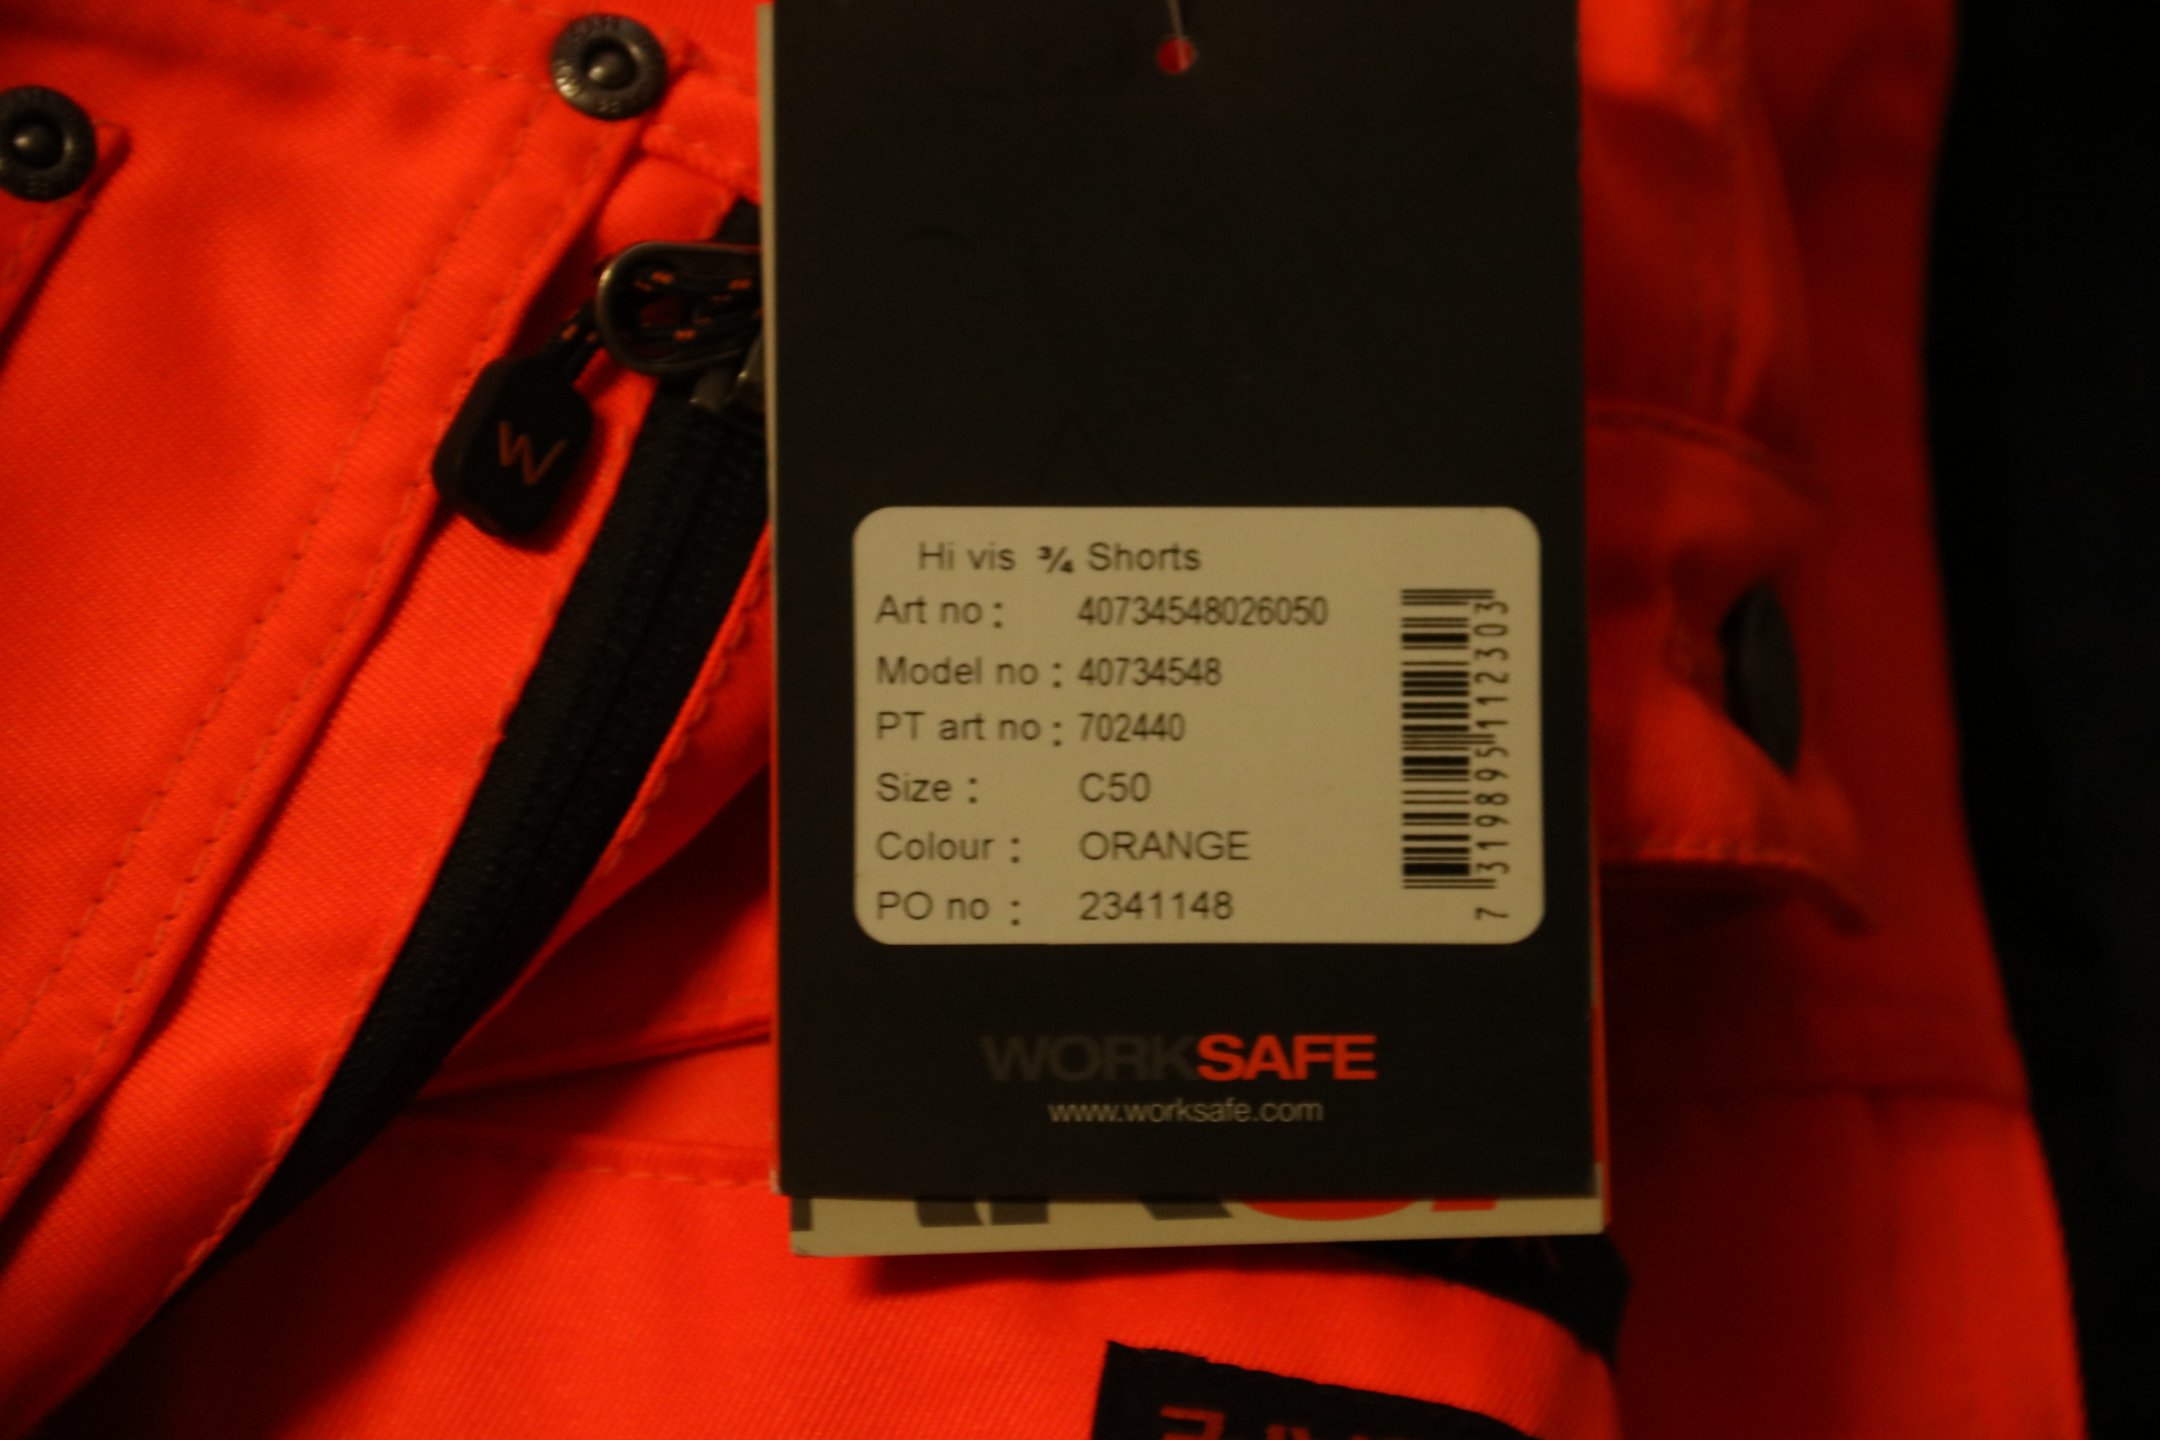 W
Hi vis ¾ Shorts
Art no : 40734548026050
Model no : 40734548
PT art no : 702440
Size : C50
Colour : ORANGE
PO no : 2341148
7 319895 112303
WORKSAFE
www.worksafe.com